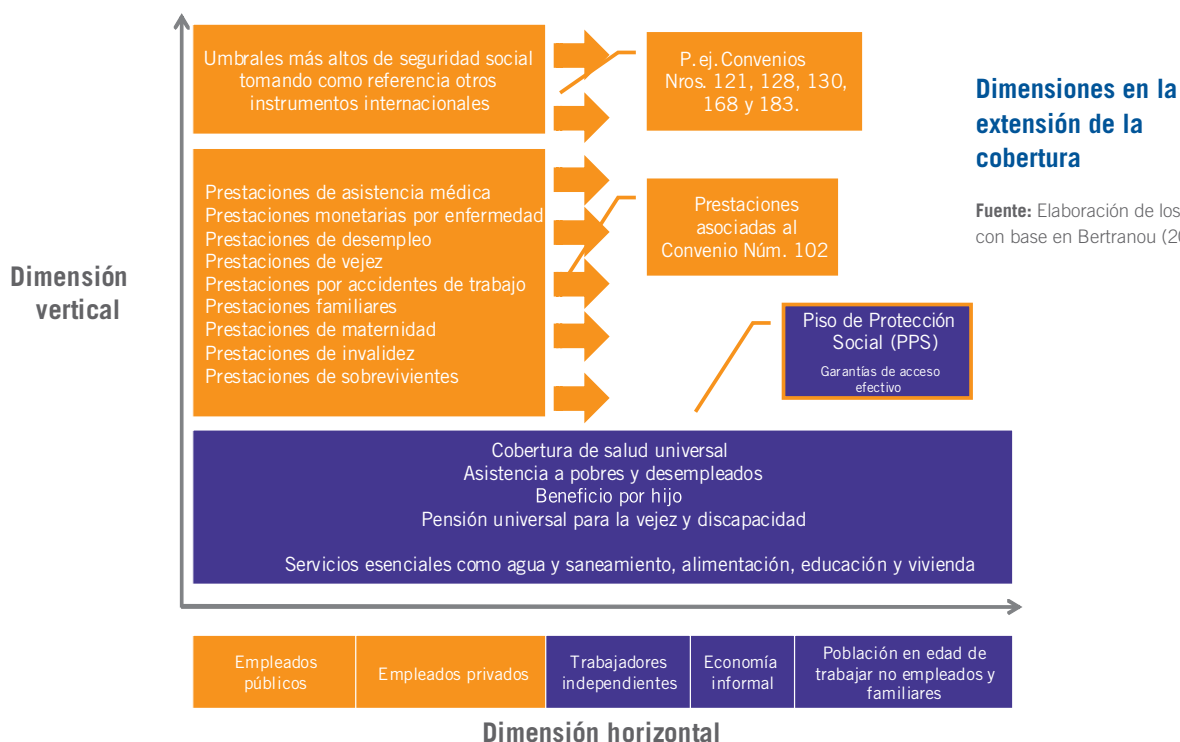 Umbrales más altos de seguridad social
tomando como referencia otros
instrumentos internacionales
P. ej. Convenios
Nros. 121, 128, 130,
168 y 183.
Dimensiones en la
extensión de la
cobertura
Fuente: Elaboración de los
con base en Bertranou
Dimensión
vertical
Prestaciones de asistencia médica
Prestaciones monetarias por enfermedad
Prestaciones de desempleo
Prestaciones de vejez
Prestaciones por accidentes de trabajo
Prestaciones familiares
Prestaciones de maternidad
Prestaciones de invalidez
Prestaciones de sobrevivientes
Prestaciones
asociadas al
Convenio Núm. 102
Piso de Protección
Social (PPS)
Garantías de acceso
efectivo
Cobertura de salud universal
Asistencia a pobres y desempleados
Beneficio por hijo
Pensión universal para la vejez y discapacidad
Servicios esenciales como agua y saneamiento, alimentación, educación y vivienda
Empleados
públicos
Empleados privados
Trabajadores
independientes
Economía
informal
Población en edad de
trabajar no empleados y
familiares
Dimensión horizontal